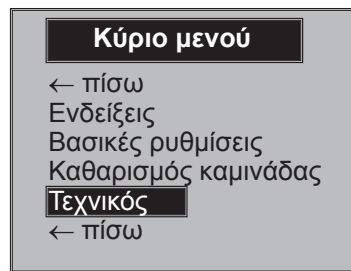 Κύριο μενού
← πίσω
Ενδείξεις
Βασικές ρυθμίσεις
Καθαρισμός καμινάδας
Τεχνικός
← πίσω